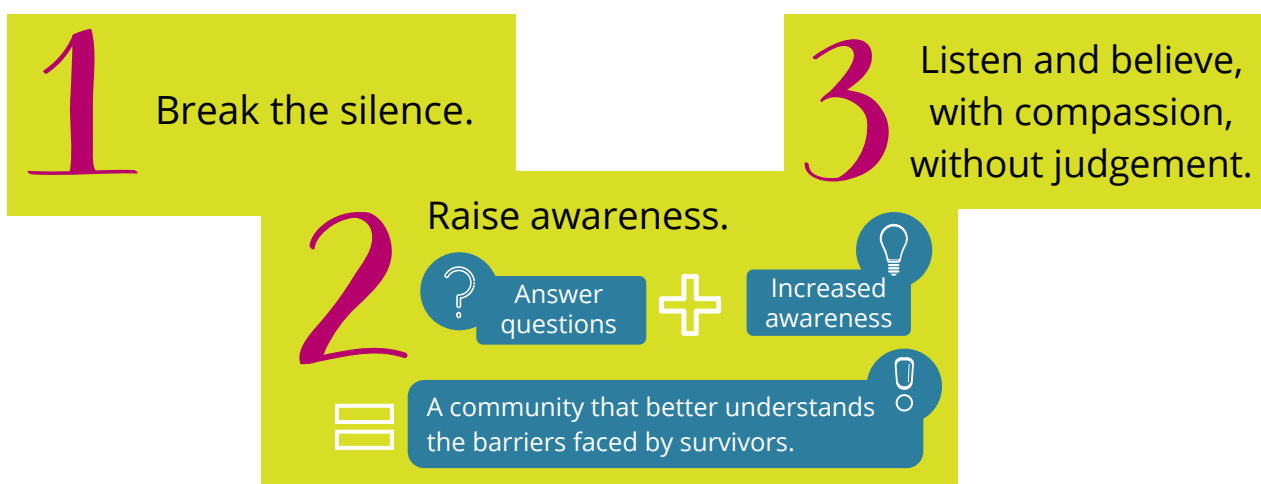 1
Break the silence.
2
Raise awareness.
?
Answer
questions
+
Increased
awareness
=
!
A community that better understands
the barriers faced by survivors.
3
Listen and believe,
with compassion,
without judgement.